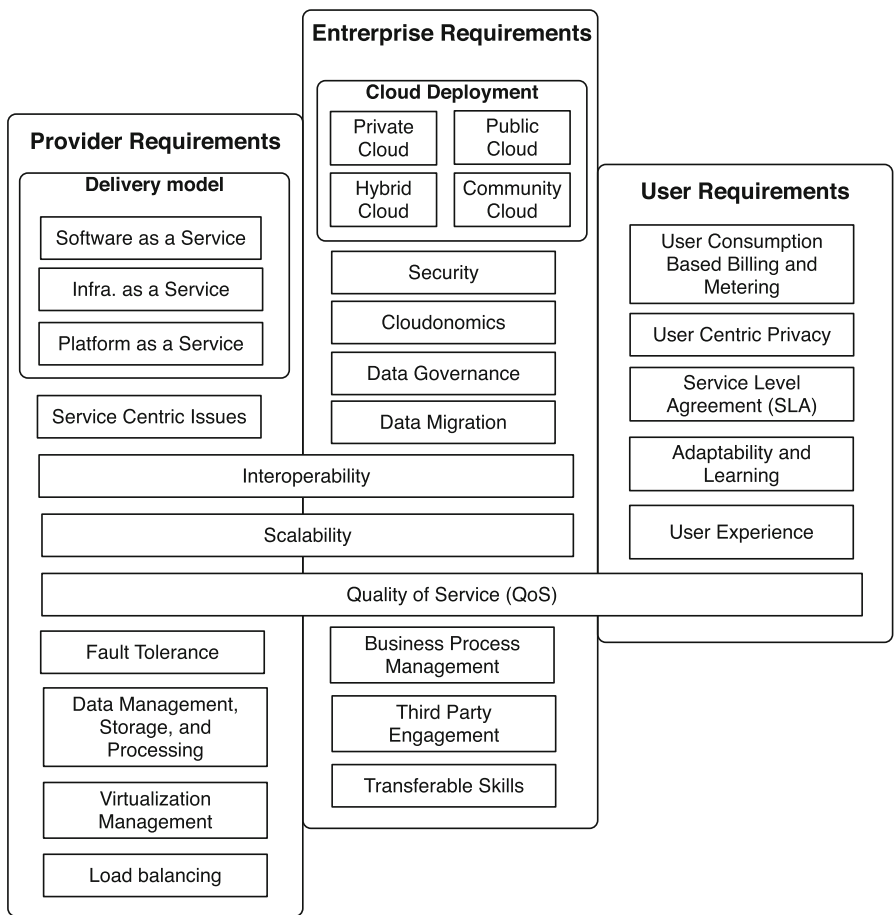 Entrerprise Requirements
Cloud Deployment
Private
Cloud
Public
Cloud
Hybrid
Cloud
Community
Cloud
Security
Cloudonomics
Data Governance
Data Migration
Provider Requirements
Delivery model
Software as a Service
Infra. as a Service
Platform as a Service
Service Centric Issues
Interoperability
Scalability
Quality of Service (QoS)
Fault Tolerance
Data Management,
Storage, and
Processing
Virtualization
Management
Load balancing
Business Process
Management
Third Party
Engagement
Transferable Skills
User Requirements
User Consumption
Based Billing and
Metering
User Centric Privacy
Service Level
Agreement (SLA)
Adaptability and
Learning
User Experience